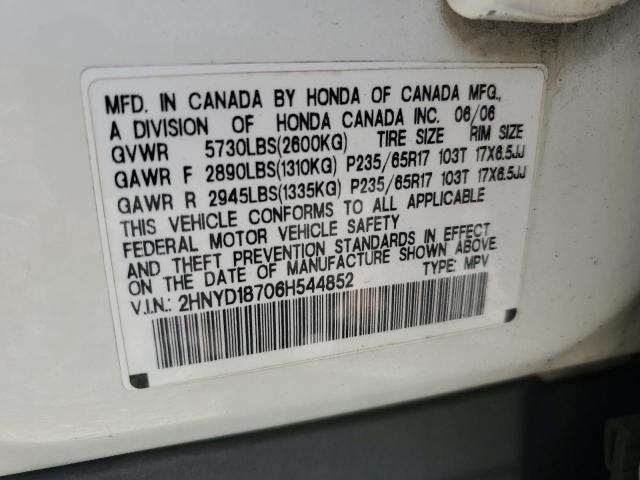 MFD. IN CANADA BY HONDA OF CANADA MFG.,
A DIVISION OF HONDA CANADA INC. 06/06
GVWR 5730LBS(2600KG) TIRE SIZE RIM SIZE
GAWR F 2890LBS(1310KG) P235/65R17 103T 17X6.5JJ
GAWR R 2945LBS(1335KG) P235/65R17 103T 17X6.5JJ
THIS VEHICLE CONFORMS TO ALL APPLICABLE
FEDERAL MOTOR VEHICLE SAFETY
AND THEFT PREVENTION STANDARDS IN EFFECT
ON THE DATE OF MANUFACTURE SHOWN ABOVE.
V.I.N.: 2HNYD18706H544852 TYPE: MPV